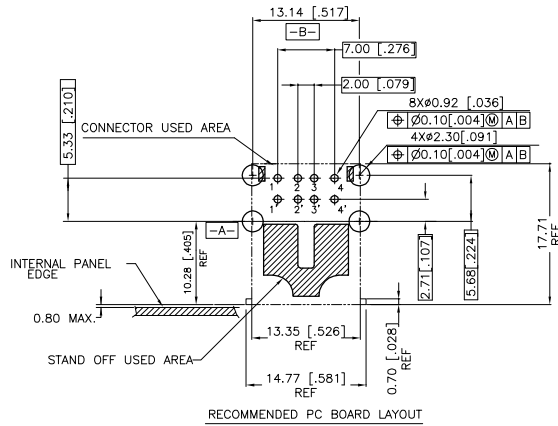 13.14 [.517]
-B-
7.00 [.276]
2.00 [.079]
8XØ0.92 [.036]
⌖ Ø0.10[.004]Ⓜ A B
4XØ2.30[.091]
⌖ Ø0.10[.004]Ⓜ A B
5.33 [.210]
CONNECTOR USED AREA
1 2 3 4
1' 2' 3' 4'
-A-
10.28 [.405]
REF
2.71[.107]
5.68[.224]
17.71
REF
INTERNAL PANEL
EDGE
0.80 MAX.
STAND OFF USED AREA
13.35 [.526]
REF
0.70 [.028]
REF
14.77 [.581]
REF
RECOMMENDED PC BOARD LAYOUT